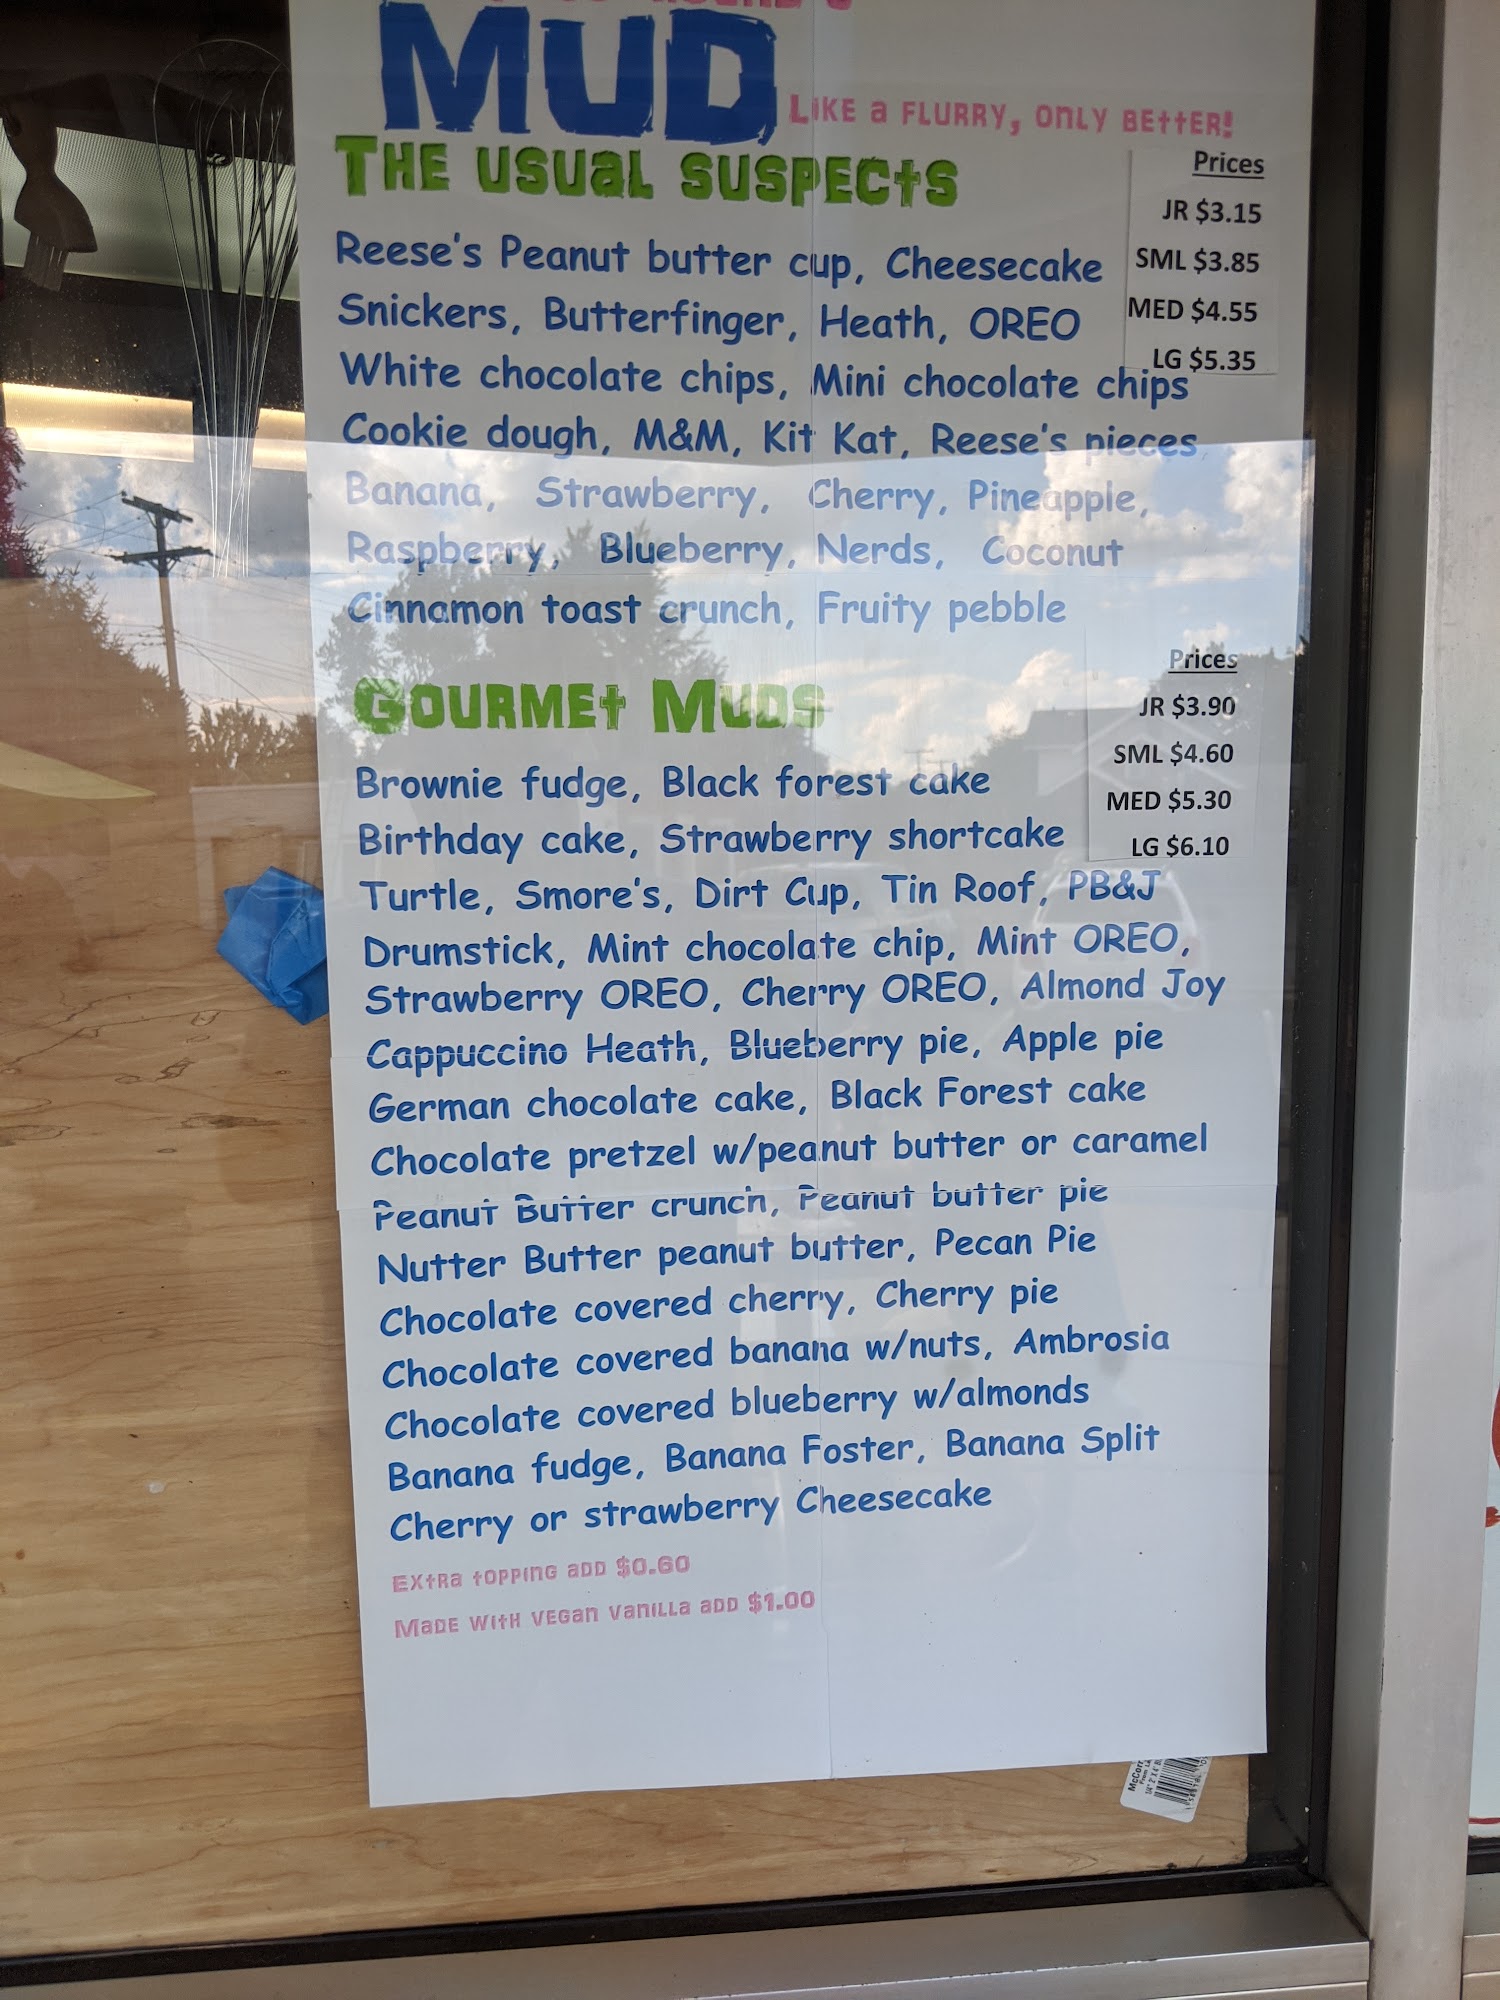 MUD
Like a flurry, only better!
The usual suspects
Prices
JR $3.15
SML $3.85
MED $4.55
LG $5.35
Reese's Peanut butter cup, Cheesecake
Snickers, Butterfinger, Heath, OREO
White chocolate chips, Mini chocolate chips
Cookie dough, M&M, Kit Kat, Reese's pieces
Banana, Strawberry, Cherry, Pineapple,
Raspberry, Blueberry, Nerds, Coconut
Cinnamon toast crunch, Fruity pebble
Gourmet Muds
Prices
JR $3.90
SML $4.60
MED $5.30
LG $6.10
Brownie fudge, Black forest cake
Birthday cake, Strawberry shortcake
Turtle, Smore's, Dirt Cup, Tin Roof, PB&J
Drumstick, Mint chocolate chip, Mint OREO,
Strawberry OREO, Cherry OREO, Almond Joy
Cappuccino Heath, Blueberry pie, Apple pie
German chocolate cake, Black Forest cake
Chocolate pretzel w/peanut butter or caramel
Peanut Butter crunch, Peanut butter pie
Nutter Butter peanut butter, Pecan Pie
Chocolate covered cherry, Cherry pie
Chocolate covered banana w/nuts, Ambrosia
Chocolate covered blueberry w/almonds
Banana fudge, Banana Foster, Banana Split
Cherry or strawberry Cheesecake
Extra topping add $0.60
Made with vegan vanilla add $1.00